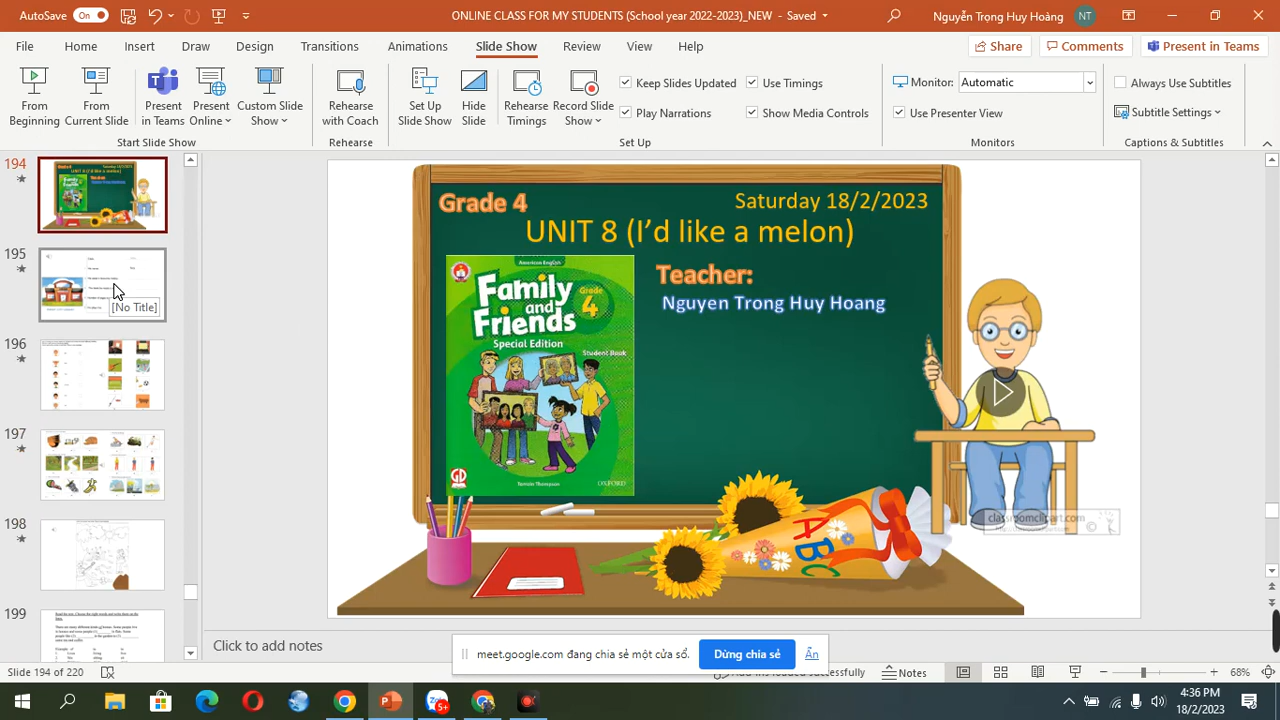 AutoSave On
ONLINE CLASS FOR MY STUDENTS (School year 2022-2023)_NEW - Saved
Nguyễn Trọng Huy Hoàng NT
File Home Insert Draw Design Transitions Animations Slide Show Review View Help
Share Comments Present in Teams
From Beginning
From Current Slide
Present in Teams
Present Online
Custom Slide Show
Rehearse with Coach
Set Up Slide Show
Hide Slide
Rehearse Timings
Record Slide Show
Keep Slides Updated
Play Narrations
Use Timings
Show Media Controls
Monitor: Automatic
Use Presenter View
Always Use Subtitles
Subtitle Settings
Start Slide Show Rehearse Set Up Monitors Captions & Subtitles
194
195
[No Title]
196
197
198
199
Grade 4
Saturday 18/2/2023
UNIT 8 (I'd like a melon)
Teacher:
Nguyen Trong Huy Hoang
American English
Family and Friends
Grade 4
Special Edition
Student Book
Tamzin Thompson
OXFORD
ABC
classroomclipart.com
Click to add notes
meet.google.com đang chia sẻ một cửa sổ.
Dừng chia sẻ
Ẩn
Slide 194 of 220
Notes
68%
5+
4:36 PM
18/2/2023